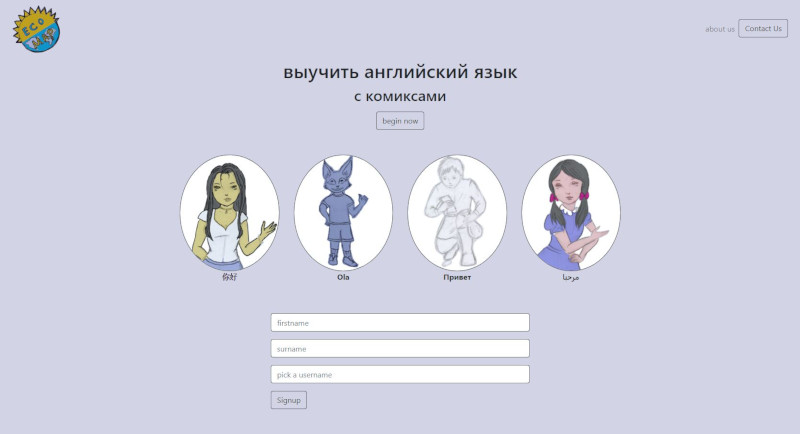 ECO
about us
Contact Us
выучить английский язык
с комиксами
begin now
你好
Ola
Привет
مرحبا
firstname
surname
pick a username
Signup